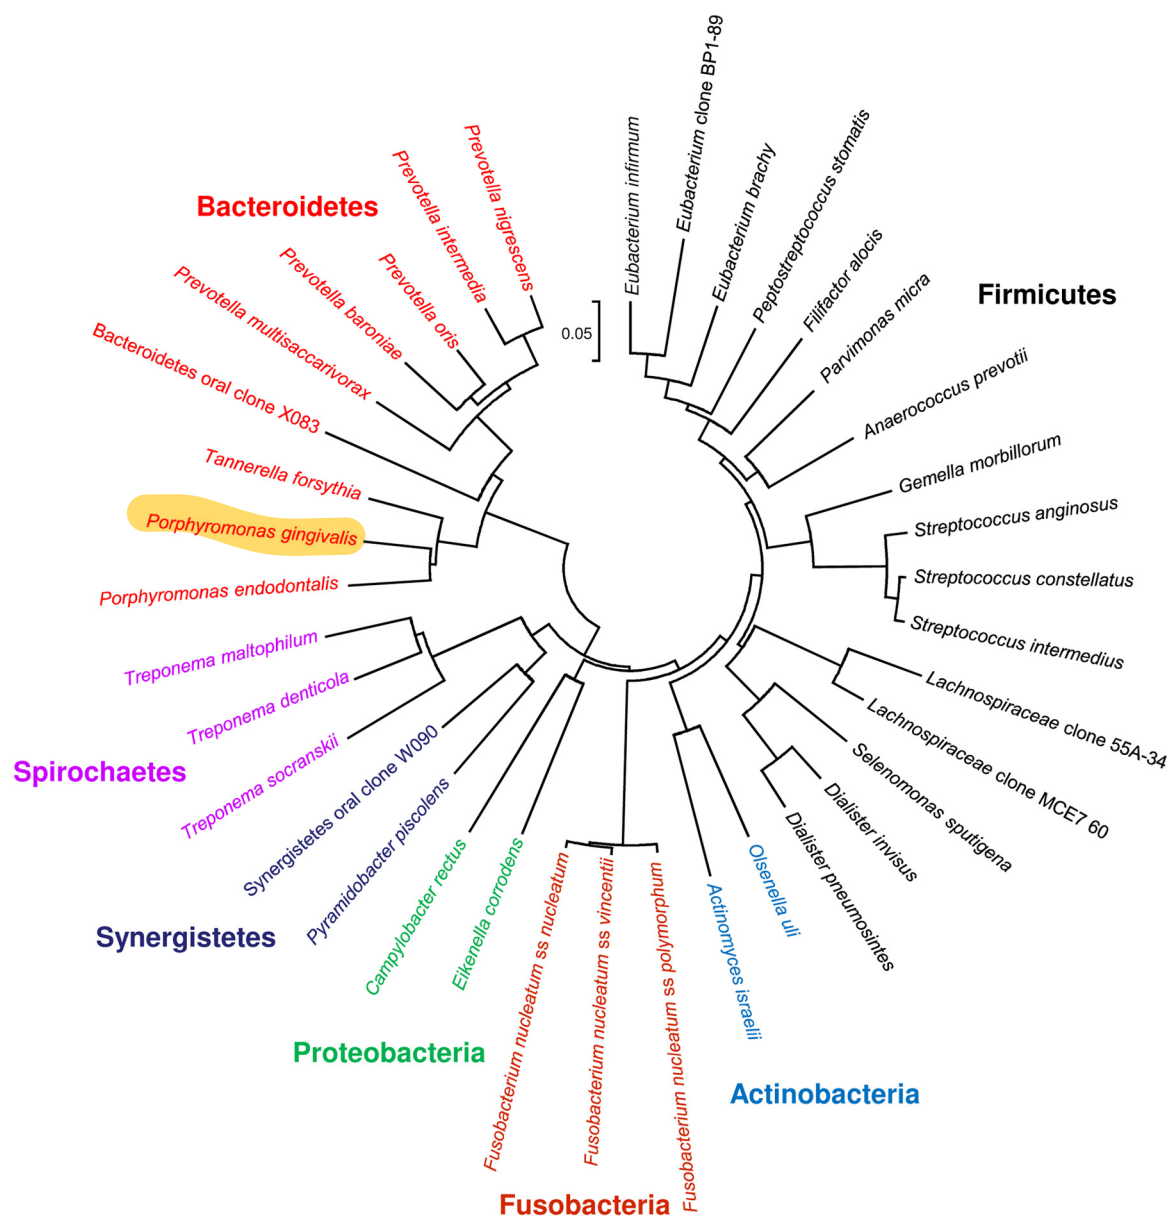 Bacteroidetes
Prevotella nigrescens
Prevotella intermedia
Prevotella oris
Prevotella baroniae
Prevotella multisaccarivorax
Bacteroidetes oral clone X083
Tannerella forsythia
Porphyromonas gingivalis
Porphyromonas endodontalis
Treponema maltophilum
Treponema denticola
Treponema socranskii
Spirochaetes
Synergistetes oral clone W090
Pyramidobacter piscolens
Synergistetes
Campylobacter rectus
Eikenella corrodens
Proteobacteria
Fusobacterium nucleatum ss nucleatum
Fusobacterium nucleatum ss vincentii
Fusobacterium nucleatum ss polymorphum
Fusobacteria
Actinomyces israelii
Olsenella uli
Actinobacteria
Dialister pneumosintes
Dialister invisus
Selenomonas sputigena
Lachnospiraceae clone MCE7 60
Lachnospiraceae clone 55A-34
Streptococcus intermedius
Streptococcus constellatus
Streptococcus anginosus
Gemella morbillorum
Anaerococcus prevotii
Parvimonas micra
Filifactor alocis
Peptostreptococcus stomatis
Eubacterium brachy
Eubacterium clone BP1-89
Eubacterium infirmum
Firmicutes
0.05